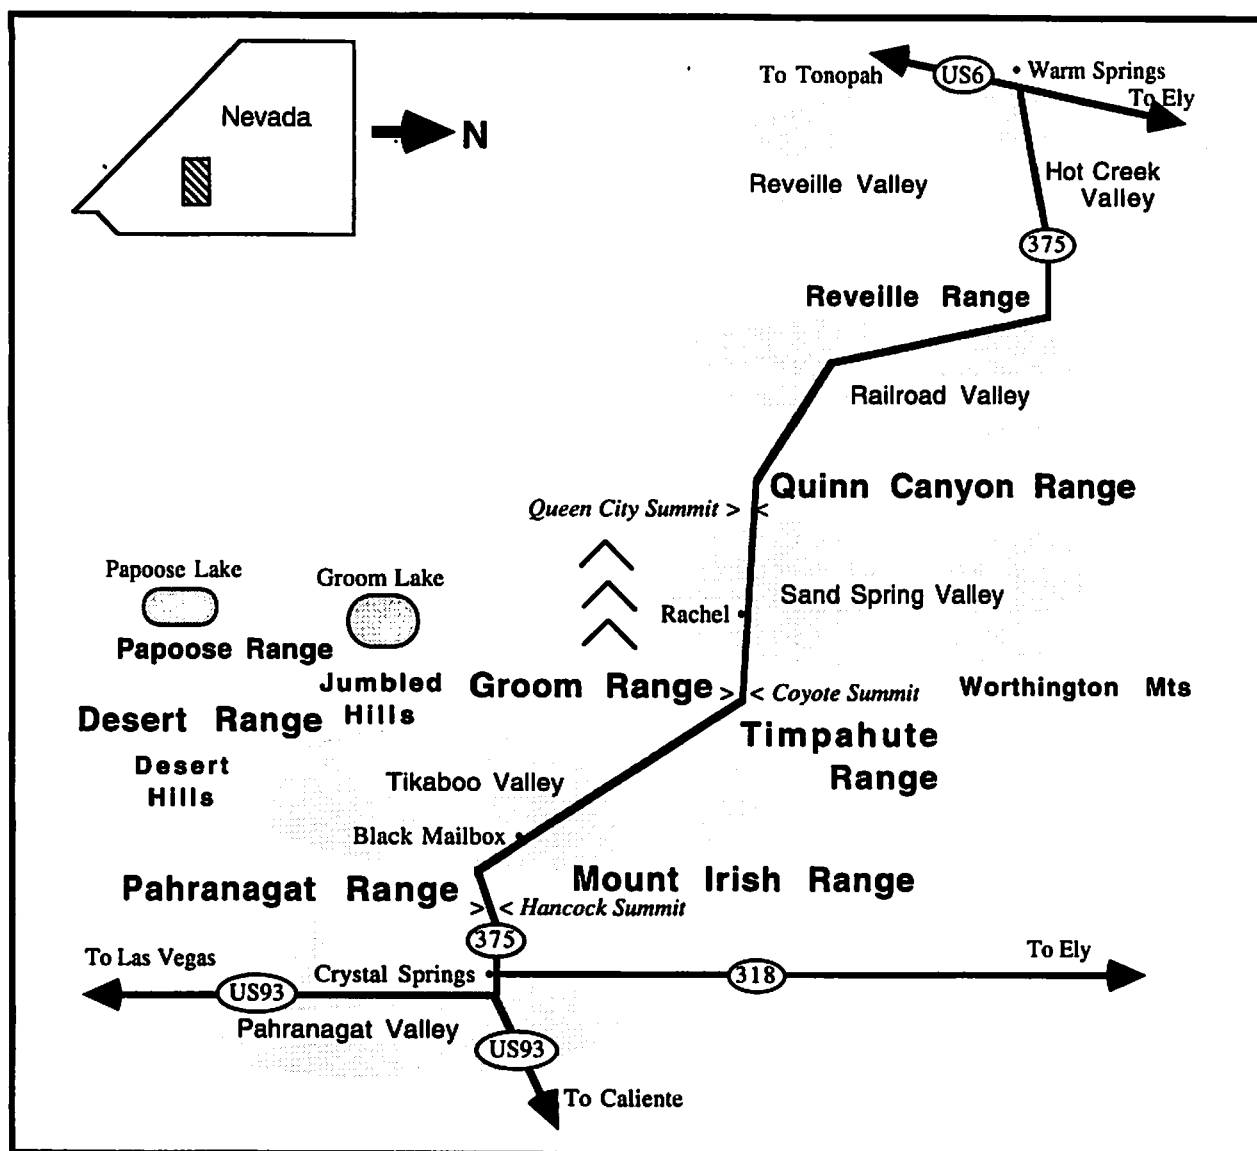 To Tonopah
US6
Warm Springs
To Ely
Nevada
N
Reveille Valley
Hot Creek
Valley
375
Reveille Range
Railroad Valley
Quinn Canyon Range
Queen City Summit > <
Papoose Lake
Groom Lake
Sand Spring Valley
Rachel
Papoose Range
Jumbled
Hills
Groom Range
> < Coyote Summit
Worthington Mts
Desert Range
Timpahute
Range
Desert
Hills
Tikaboo Valley
Black Mailbox
Pahranagat Range
Mount Irish Range
> < Hancock Summit
375
To Las Vegas
Crystal Springs
318
To Ely
US93
Pahranagat Valley
US93
To Caliente